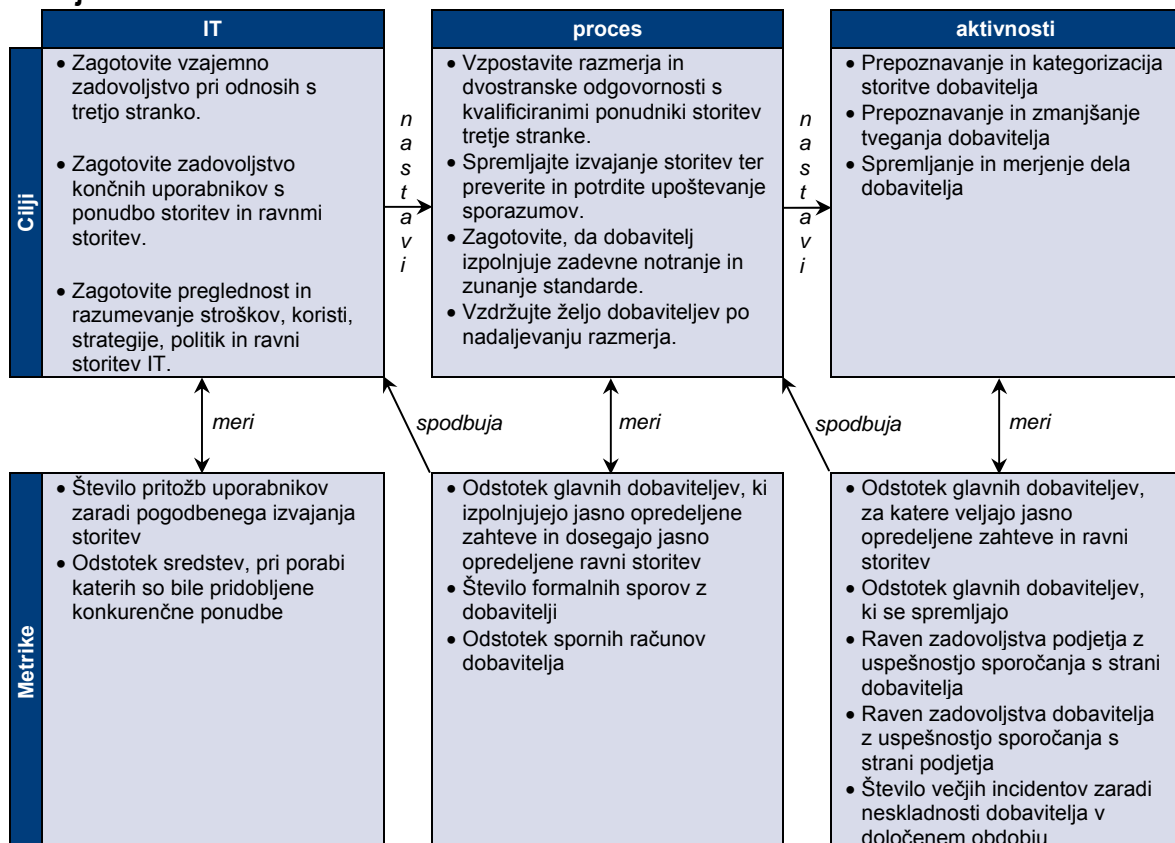 IT
proces
aktivnosti
Cilji
• Zagotovite vzajemno
zadovoljstvo pri odnosih s
tretjo stranko.
• Zagotovite zadovoljstvo
končnih uporabnikov s
ponudbo storitev in ravnmi
storitev.
• Zagotovite preglednost in
razumevanje stroškov, koristi,
strategije, politik in ravni
storitev IT.
nastavi
• Vzpostavite razmerja in
dvostranske odgovornosti s
kvalificiranimi ponudniki storitev
tretje stranke.
• Spremljajte izvajanje storitev ter
preverite in potrdite upoštevanje
sporazumov.
• Zagotovite, da dobavitelj
izpolnjuje zadevne notranje in
zunanje standarde.
• Vzdržujte željo dobaviteljev po
nadaljevanju razmerja.
nastavi
• Prepoznavanje in kategorizacija
storitve dobavitelja
• Prepoznavanje in zmanjšanje
tveganja dobavitelja
• Spremljanje in merjenje dela
dobavitelja
meri
spodbuja
meri
spodbuja
meri
Metrike
• Število pritožb uporabnikov
zaradi pogodbenega izvajanja
storitev
• Odstotek sredstev, pri porabi
katerih so bile pridobljene
konkurenčne ponudbe
• Odstotek glavnih dobaviteljev, ki
izpolnjujejo jasno opredeljene
zahteve in dosegajo jasno
opredeljene ravni storitev
• Število formalnih sporov z
dobavitelji
• Odstotek spornih računov
dobavitelja
• Odstotek glavnih dobaviteljev,
za katere veljajo jasno
opredeljene zahteve in ravni
storitev
• Odstotek glavnih dobaviteljev,
ki se spremljajo
• Raven zadovoljstva podjetja z
uspešnostjo sporočanja s strani
dobavitelja
• Raven zadovoljstva dobavitelja
z uspešnostjo sporočanja s
strani podjetja
• Število večjih incidentov zaradi
neskladnosti dobavitelja v
določenem obdobju